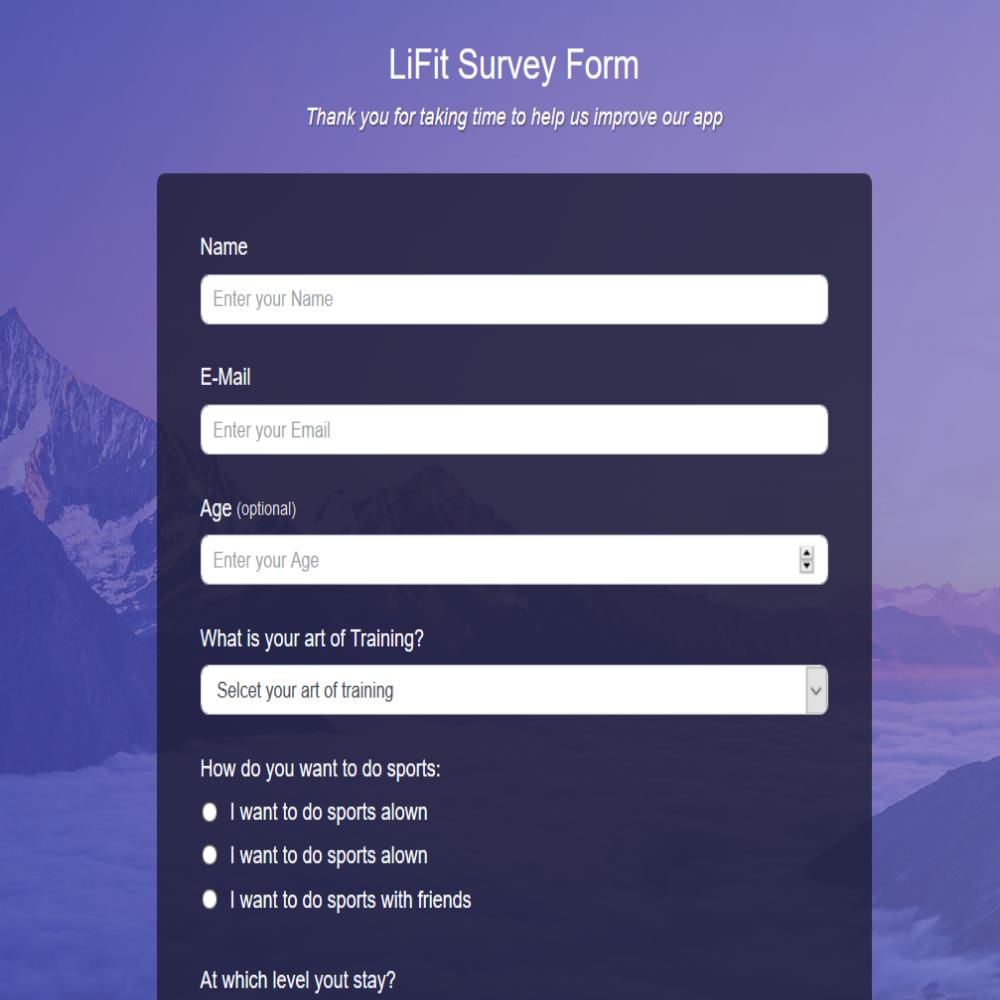 LiFit Survey Form
Thank you for taking time to help us improve our app
Name
Enter your Name
E-Mail
Enter your Email
Age (optional)
Enter your Age
What is your art of Training?
Selcet your art of training
How do you want to do sports:
I want to do sports alown
I want to do sports alown
I want to do sports with friends
At which level yout stay?